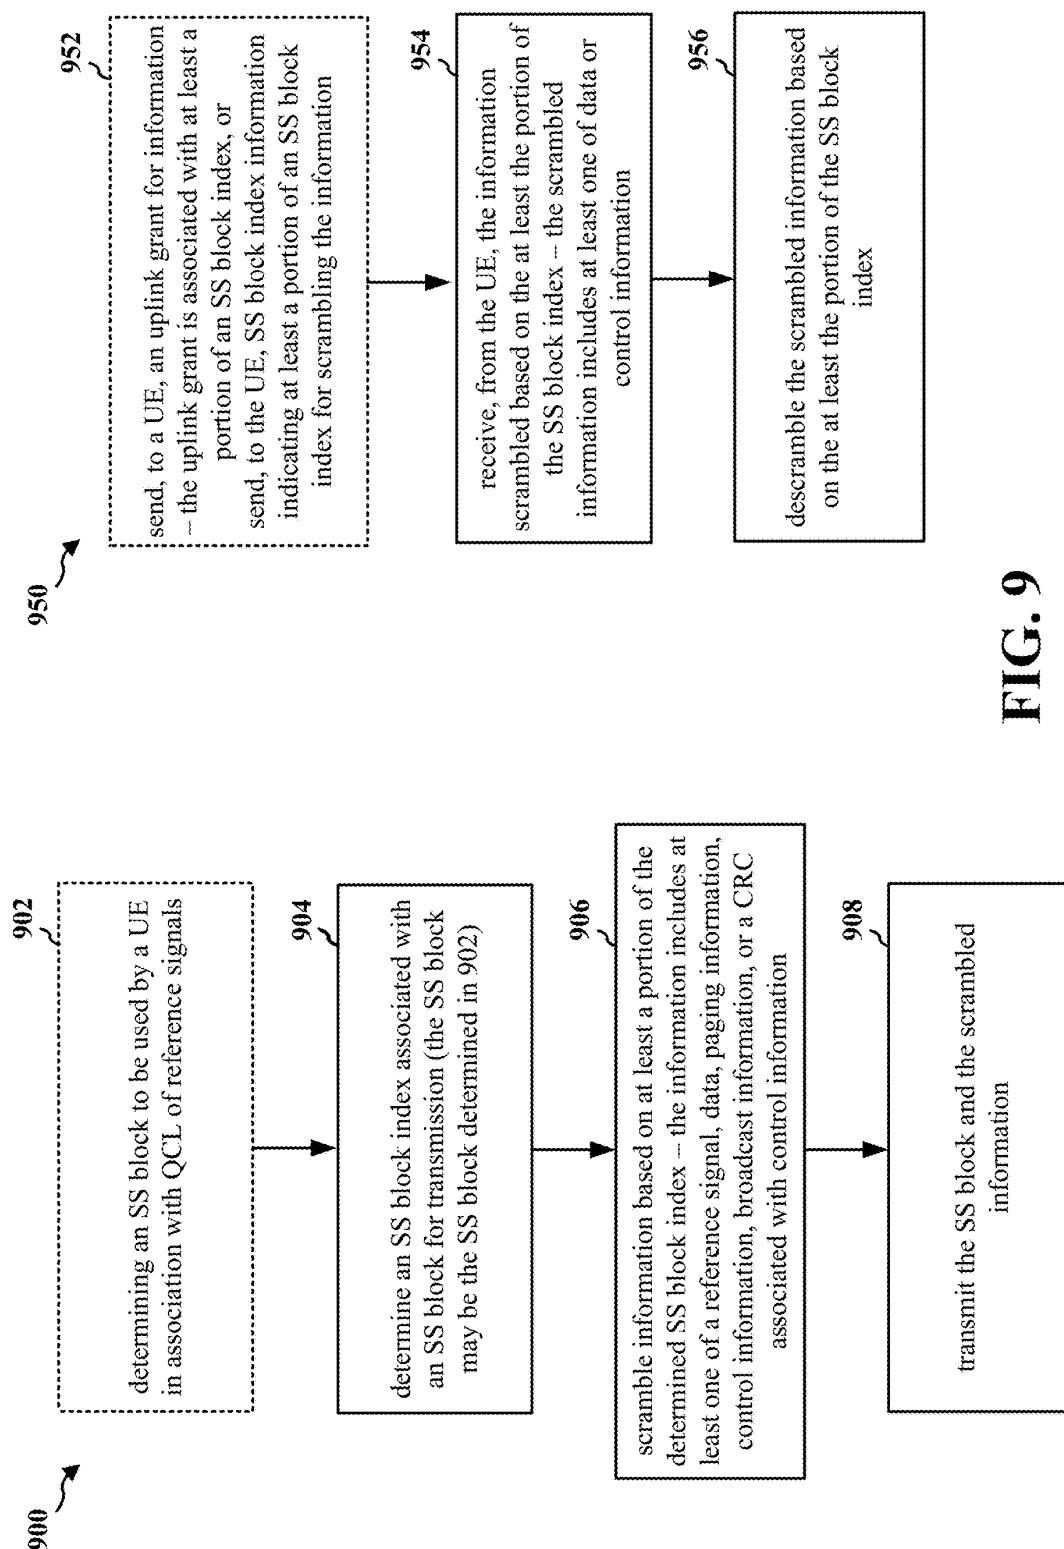 900
902
determining an SS block to be used by a UE
in association with QCL of reference signals
904
determine an SS block index associated with
an SS block for transmission (the SS block
may be the SS block determined in 902)
906
scramble information based on at least a portion of the
determined SS block index – the information includes at
least one of a reference signal, data, paging information,
control information, broadcast information, or a CRC
associated with control information
908
transmit the SS block and the scrambled
information
950
952
send, to a UE, an uplink grant for information
– the uplink grant is associated with at least a
portion of an SS block index, or
send, to the UE, SS block index information
indicating at least a portion of an SS block
index for scrambling the information
954
receive, from the UE, the information
scrambled based on the at least the portion of
the SS block index – the scrambled
information includes at least one of data or
control information
956
descramble the scrambled information based
on the at least the portion of the SS block
index
FIG. 9